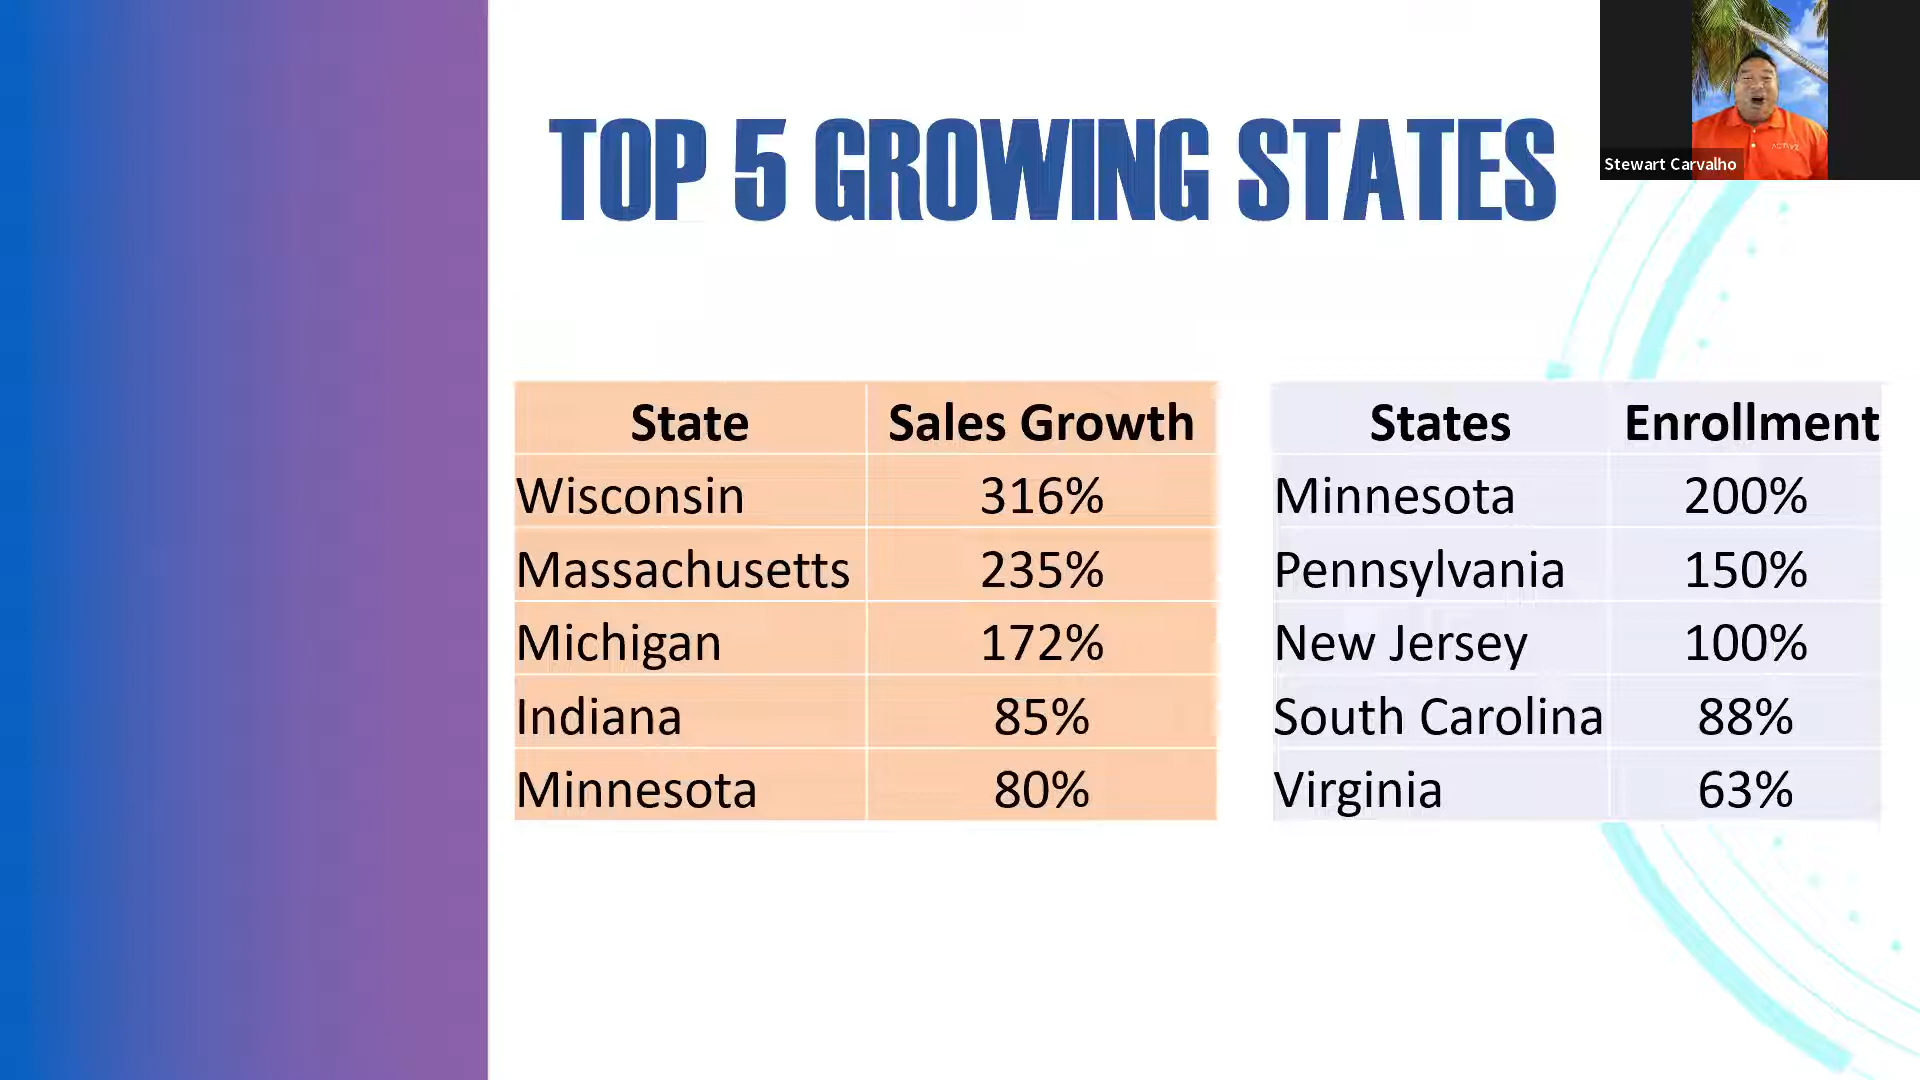 TOP 5 GROWING STATES
Stewart Carvalho
State Sales Growth
Wisconsin 316%
Massachusetts 235%
Michigan 172%
Indiana 85%
Minnesota 80%
States Enrollment
Minnesota 200%
Pennsylvania 150%
New Jersey 100%
South Carolina 88%
Virginia 63%